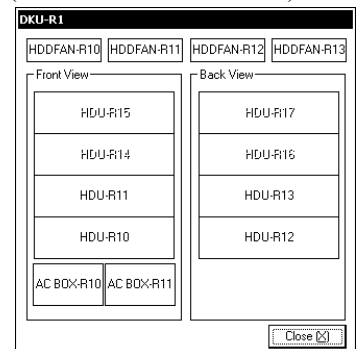 DKU-R1
HDDFAN-R10 HDDFAN-R11 HDDFAN-R12 HDDFAN-R13
Front View Back View
HDU-R15 HDU-R17
HDU-R14 HDU-R16
HDU-R11 HDU-R13
HDU-R10 HDU-R12
AC BOX-R10 AC BOX-R11
Close (X)